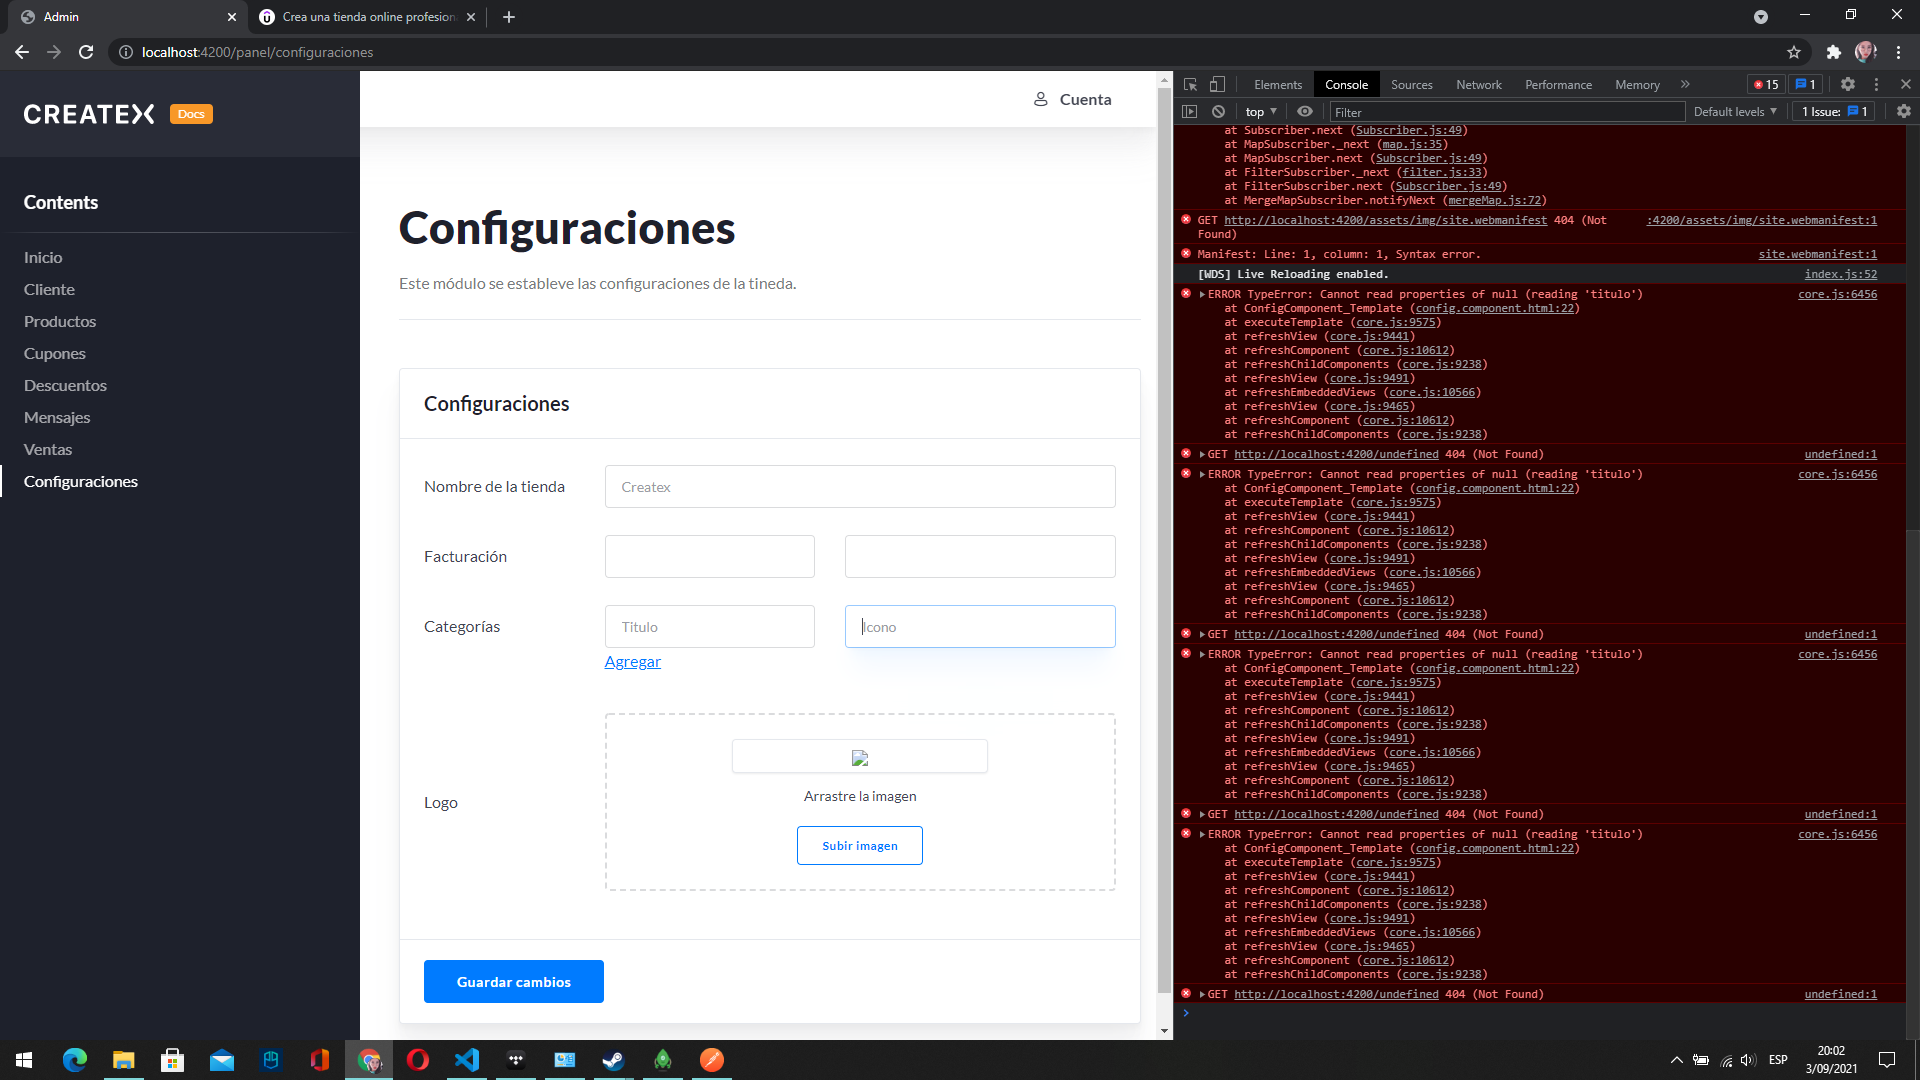 Admin
Crea una tienda online profesion
localhost:4200/panel/configuraciones
CREATEX
Docs
Contents
Inicio
Cliente
Productos
Cupones
Descuentos
Mensajes
Ventas
Configuraciones
Cuenta
Configuraciones
Este módulo se estableve las configuraciones de la tineda.
Configuraciones
Nombre de la tienda
Createx
Facturación
Categorías
Titulo
Icono
Agregar
Logo
Arrastre la imagen
Subir imagen
Guardar cambios
Elements
Console
Sources
Network
Performance
Memory
15
1
top
Filter
Default levels
1 Issue:
1
at Subscriber.next (Subscriber.js:49)
at MapSubscriber._next (map.js:35)
at MapSubscriber.next (Subscriber.js:49)
at FilterSubscriber._next (filter.js:33)
at FilterSubscriber.next (Subscriber.js:49)
at MergeMapSubscriber.notifyNext (mergeMap.js:72)
GET http://localhost:4200/assets/img/site.webmanifest 404 (Not :4200/assets/img/site.webmanifest:1
Found)
Manifest: Line: 1, column: 1, Syntax error. site.webmanifest:1
[WDS] Live Reloading enabled. index.js:52
ERROR TypeError: Cannot read properties of null (reading 'titulo') core.js:6456
at ConfigComponent_Template (config.component.html:22)
at executeTemplate (core.js:9575)
at refreshView (core.js:9441)
at refreshComponent (core.js:10612)
at refreshChildComponents (core.js:9238)
at refreshView (core.js:9491)
at refreshEmbeddedViews (core.js:10566)
at refreshView (core.js:9465)
at refreshComponent (core.js:10612)
at refreshChildComponents (core.js:9238)
GET http://localhost:4200/undefined 404 (Not Found) undefined:1
ERROR TypeError: Cannot read properties of null (reading 'titulo') core.js:6456
at ConfigComponent_Template (config.component.html:22)
at executeTemplate (core.js:9575)
at refreshView (core.js:9441)
at refreshComponent (core.js:10612)
at refreshChildComponents (core.js:9238)
at refreshView (core.js:9491)
at refreshEmbeddedViews (core.js:10566)
at refreshView (core.js:9465)
at refreshComponent (core.js:10612)
at refreshChildComponents (core.js:9238)
GET http://localhost:4200/undefined 404 (Not Found) undefined:1
ERROR TypeError: Cannot read properties of null (reading 'titulo') core.js:6456
at ConfigComponent_Template (config.component.html:22)
at executeTemplate (core.js:9575)
at refreshView (core.js:9441)
at refreshComponent (core.js:10612)
at refreshChildComponents (core.js:9238)
at refreshView (core.js:9491)
at refreshEmbeddedViews (core.js:10566)
at refreshView (core.js:9465)
at refreshComponent (core.js:10612)
at refreshChildComponents (core.js:9238)
GET http://localhost:4200/undefined 404 (Not Found) undefined:1
ERROR TypeError: Cannot read properties of null (reading 'titulo') core.js:6456
at ConfigComponent_Template (config.component.html:22)
at executeTemplate (core.js:9575)
at refreshView (core.js:9441)
at refreshComponent (core.js:10612)
at refreshChildComponents (core.js:9238)
at refreshView (core.js:9491)
at refreshEmbeddedViews (core.js:10566)
at refreshView (core.js:9465)
at refreshComponent (core.js:10612)
at refreshChildComponents (core.js:9238)
GET http://localhost:4200/undefined 404 (Not Found) undefined:1
ESP
20:02
3/09/2021